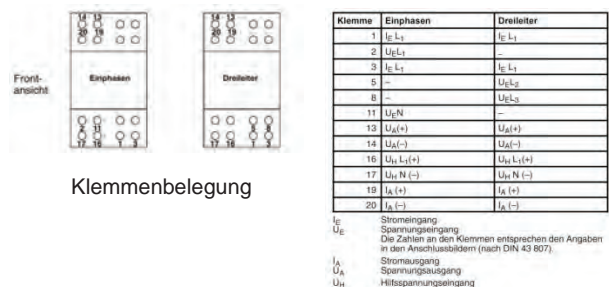 14 13
20 19
14 13
20 19
Front-
ansicht
Einphasen
Dreileiter
2 11
17 16 1 3
5 8
17 16 1 3
Klemmenbelegung
Klemme Einphasen Dreileiter
1 IE L1 IE L1
2 UEL1 –
3 IE L1 IE L1
5 – UEL2
8 – UEL3
11 UEN –
13 UA(+) UA(+)
14 UA(–) UA(–)
16 UH L1(+) UH L1(+)
17 UH N (–) UH N (–)
19 IA (+) IA (+)
20 IA (–) IA (–)
IE Stromeingang
UE Spannungseingang
Die Zahlen an den Klemmen entsprechen den Angaben
in den Anschlussbildern (nach DIN 43 807).
IA Stromausgang
UA Spannungsausgang
UH Hilfsspannungseingang